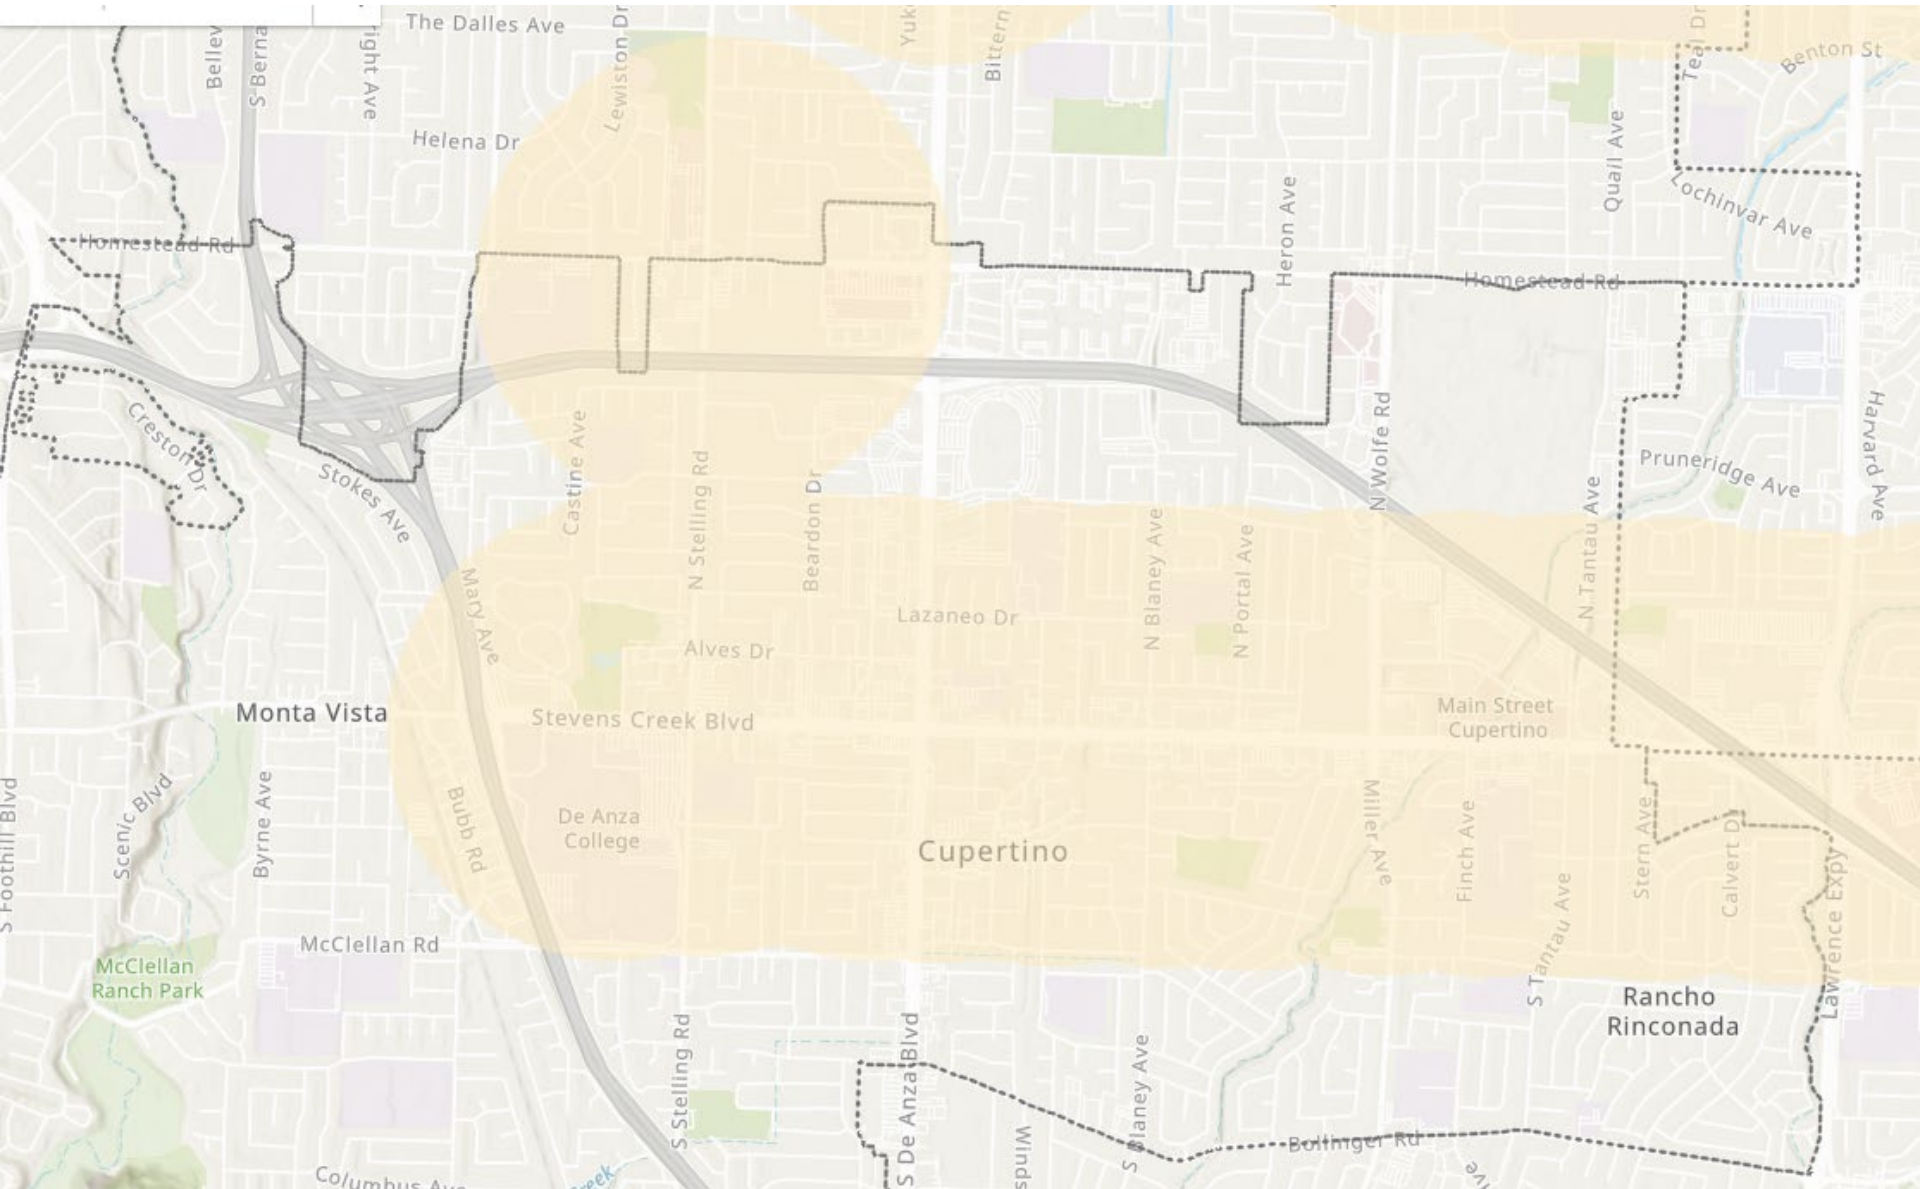 The Dalles Ave
Lewiston Dr
Benton St
Teal Dr
Helena Dr
Quail Ave
Lochinvar Ave
Heron Ave
Homestead Rd
Homestead Rd
Harvard Ave
N Wolfe Rd
Creston Dr
Stokes Ave
Castine Ave
N Stelling Rd
Beardon Dr
Pruneridge Ave
N Tantau Ave
N Blaney Ave
N Portal Ave
Mary Ave
Lazaneo Dr
Alves Dr
Monta Vista
Stevens Creek Blvd
Main Street
Cupertino
S Foothill Blvd
Scenic Blvd
Byrne Ave
Bubb Rd
De Anza
College
Cupertino
Miller Ave
Finch Ave
Stern Ave
Calvert Dr
S Tantau Ave
Lawrence Expy
McClellan Rd
McClellan
Ranch Park
Rancho
Rinconada
S Stelling Rd
S De Anza Blvd
S Blaney Ave
Bollinger Rd
Columbus Ave